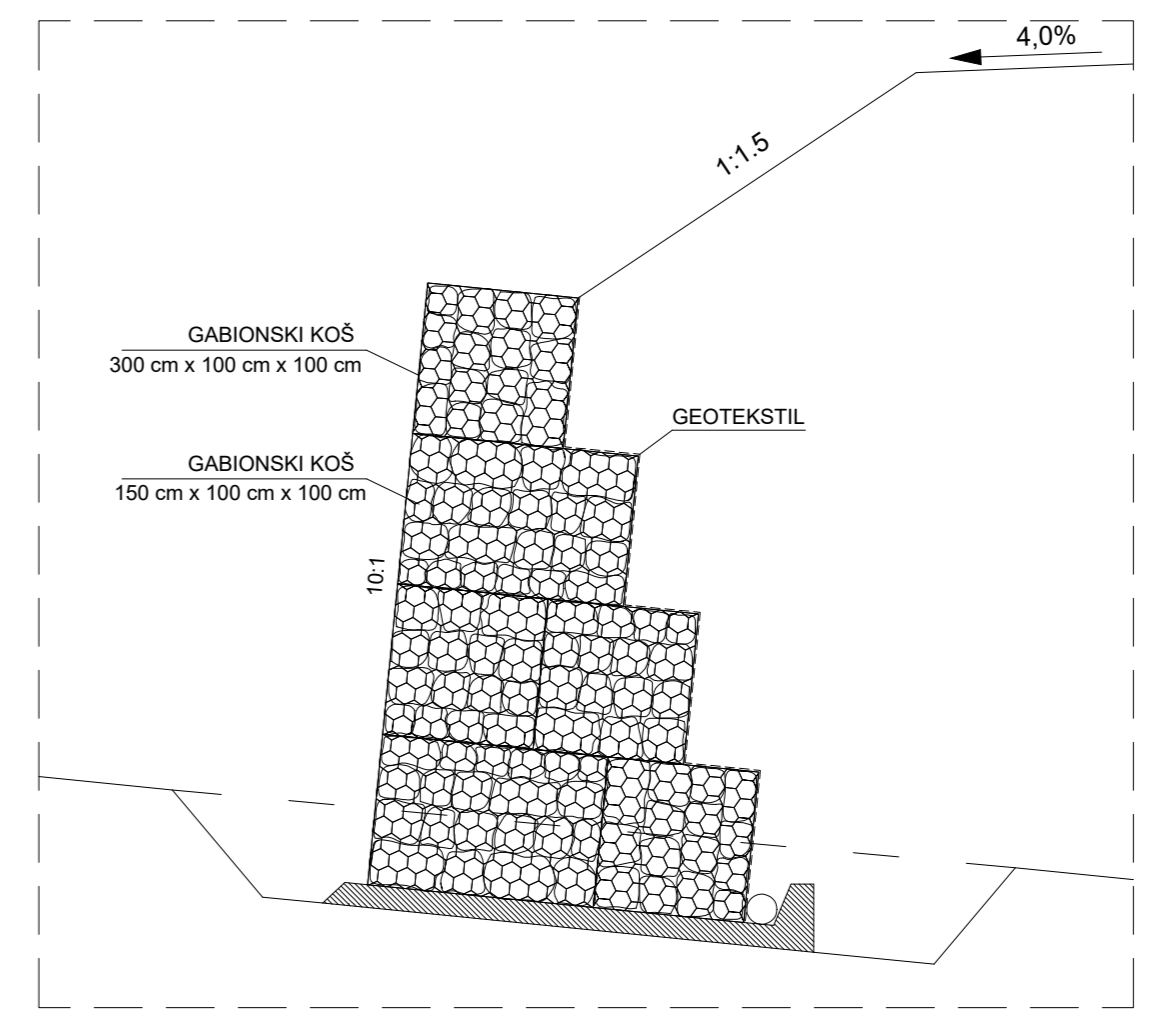 4,0%
1:1.5
GABIONSKI KOŠ
300 cm x 100 cm x 100 cm
GEOTEKSTIL
GABIONSKI KOŠ
150 cm x 100 cm x 100 cm
10:1